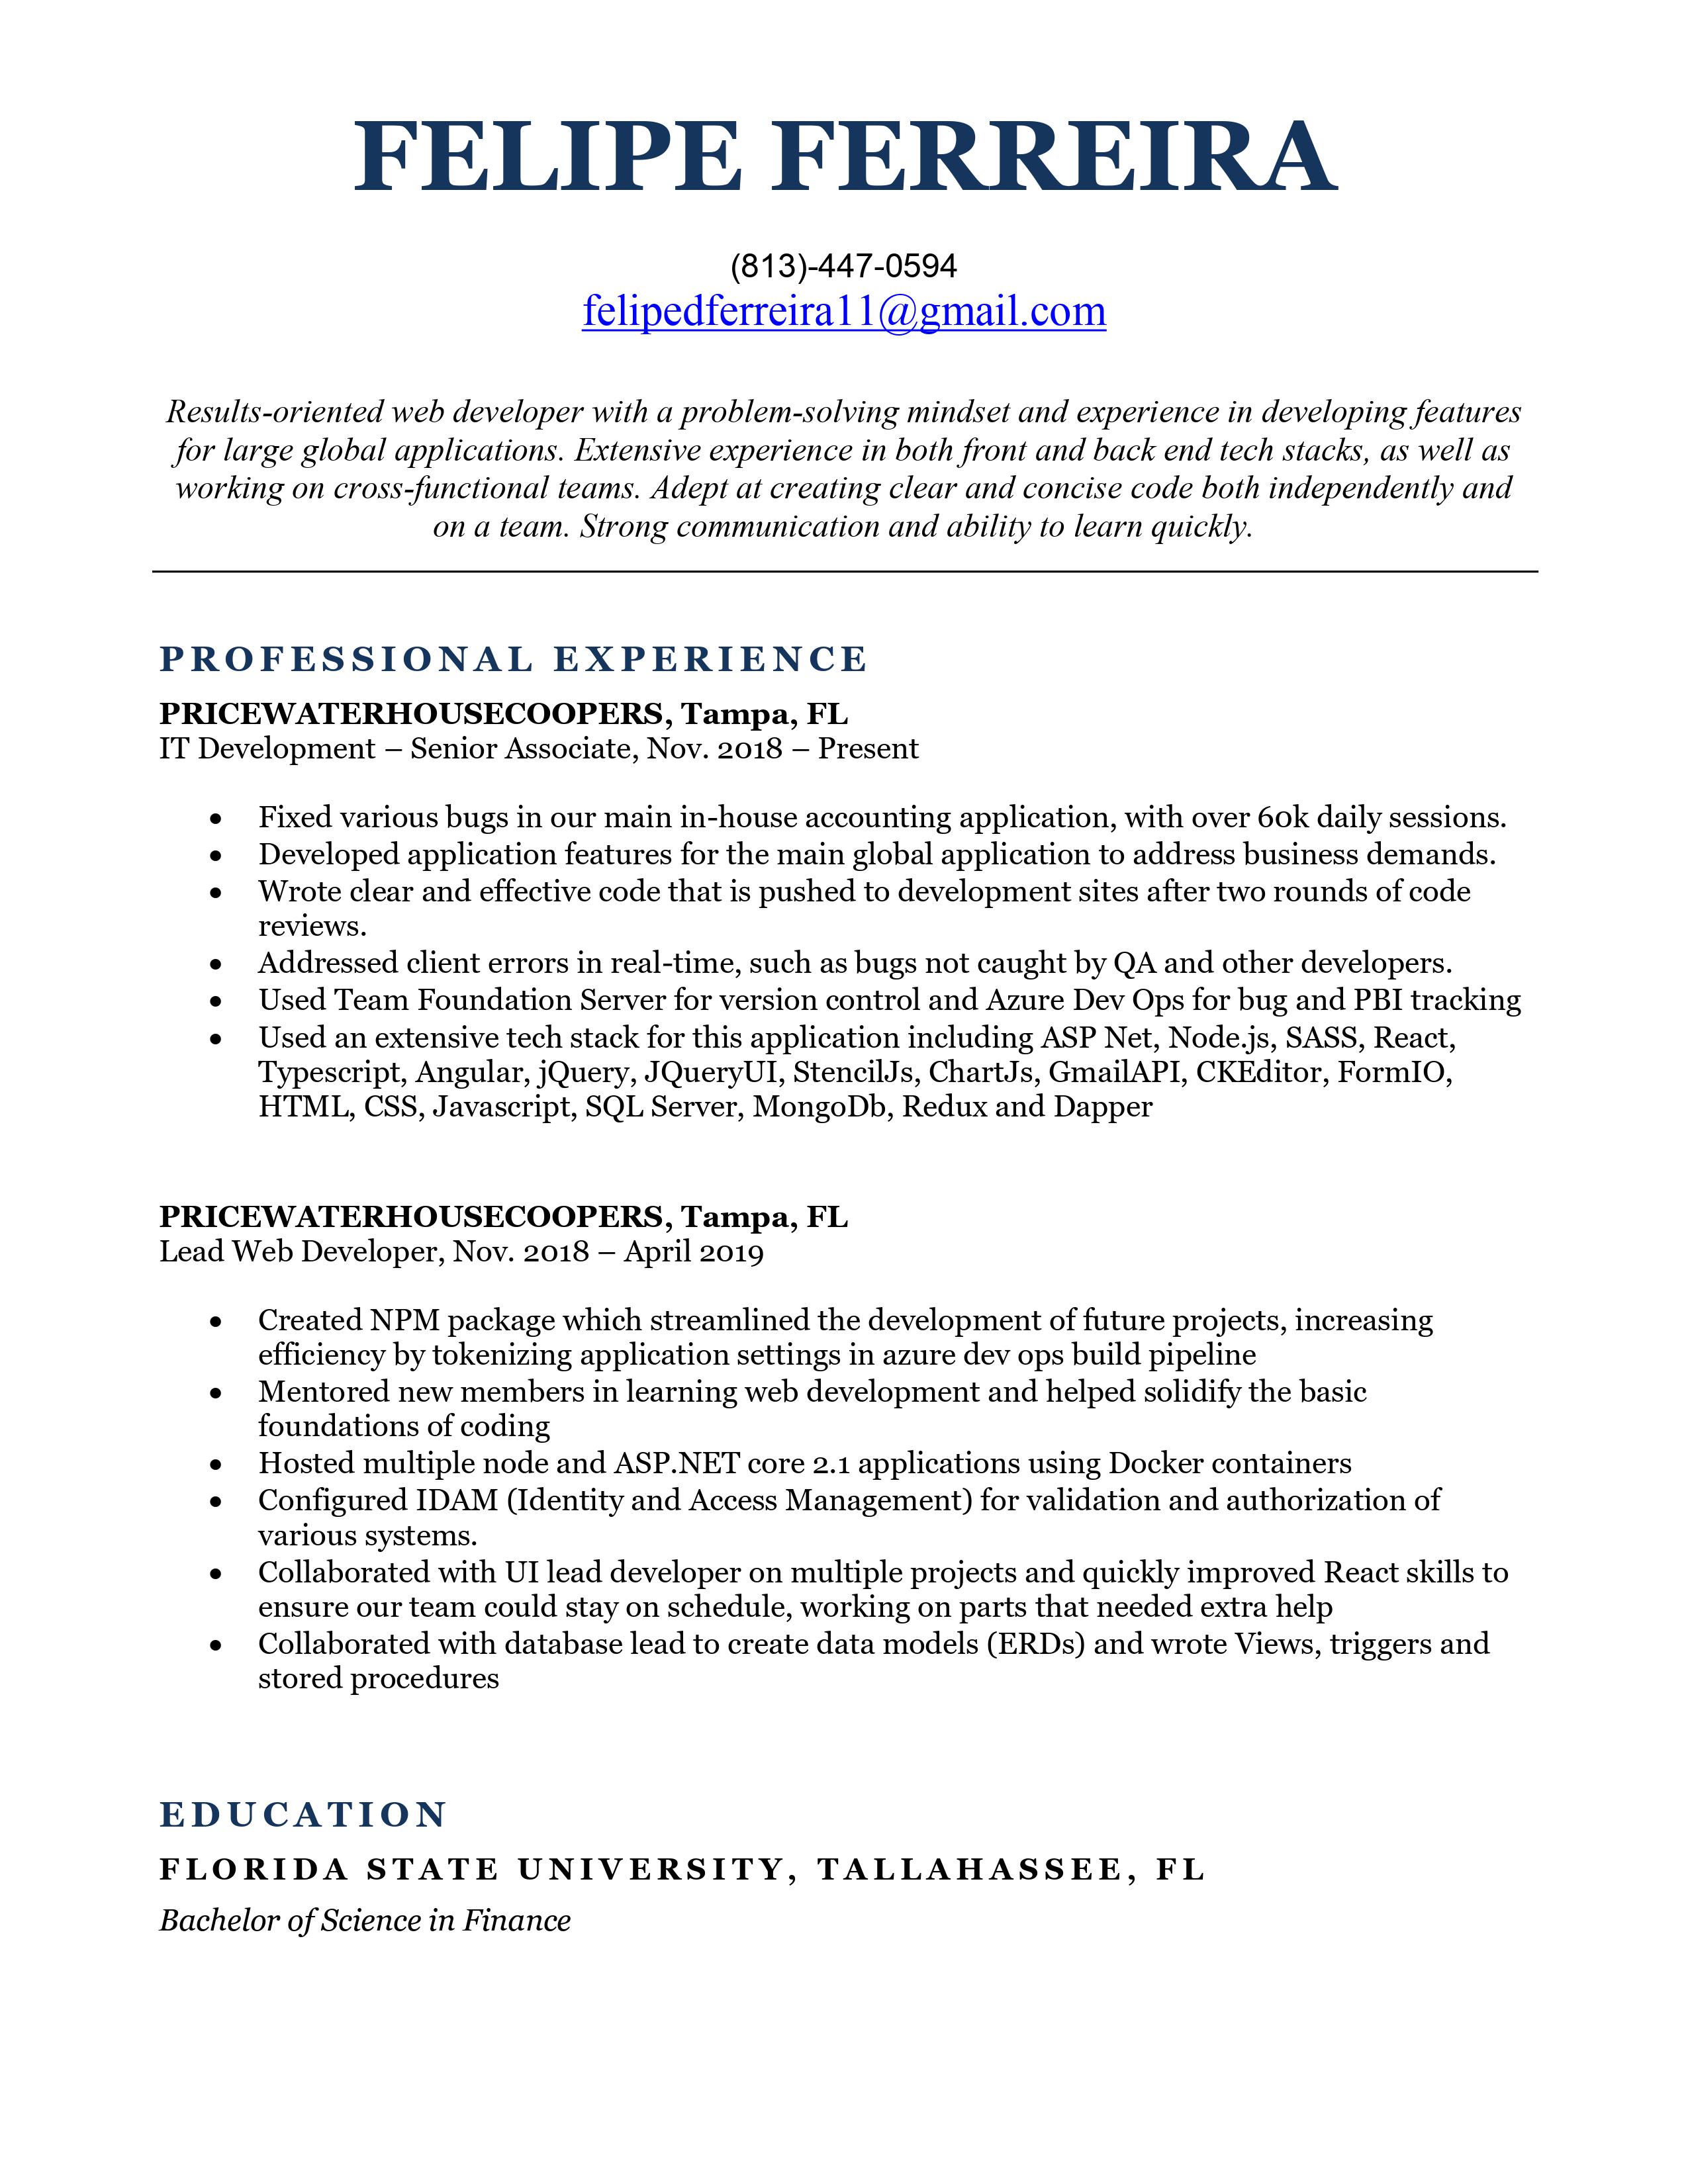 FELIPE FERREIRA
(813)-447-0594
felipedferreira11@gmail.com
Results-oriented web developer with a problem-solving mindset and experience in developing features
for large global applications. Extensive experience in both front and back end tech stacks, as well as
working on cross-functional teams. Adept at creating clear and concise code both independently and
on a team. Strong communication and ability to learn quickly.
PROFESSIONAL EXPERIENCE
PRICEWATERHOUSECOOPERS, Tampa, FL
IT Development – Senior Associate, Nov. 2018 – Present
• Fixed various bugs in our main in-house accounting application, with over 60k daily sessions.
• Developed application features for the main global application to address business demands.
• Wrote clear and effective code that is pushed to development sites after two rounds of code
reviews.
• Addressed client errors in real-time, such as bugs not caught by QA and other developers.
• Used Team Foundation Server for version control and Azure Dev Ops for bug and PBI tracking
• Used an extensive tech stack for this application including ASP Net, Node.js, SASS, React,
Typescript, Angular, jQuery, JQueryUI, StencilJs, ChartJs, GmailAPI, CKEditor, FormIO,
HTML, CSS, Javascript, SQL Server, MongoDb, Redux and Dapper
PRICEWATERHOUSECOOPERS, Tampa, FL
Lead Web Developer, Nov. 2018 – April 2019
• Created NPM package which streamlined the development of future projects, increasing
efficiency by tokenizing application settings in azure dev ops build pipeline
• Mentored new members in learning web development and helped solidify the basic
foundations of coding
• Hosted multiple node and ASP.NET core 2.1 applications using Docker containers
• Configured IDAM (Identity and Access Management) for validation and authorization of
various systems.
• Collaborated with UI lead developer on multiple projects and quickly improved React skills to
ensure our team could stay on schedule, working on parts that needed extra help
• Collaborated with database lead to create data models (ERDs) and wrote Views, triggers and
stored procedures
EDUCATION
FLORIDA STATE UNIVERSITY, TALLAHASSEE, FL
Bachelor of Science in Finance